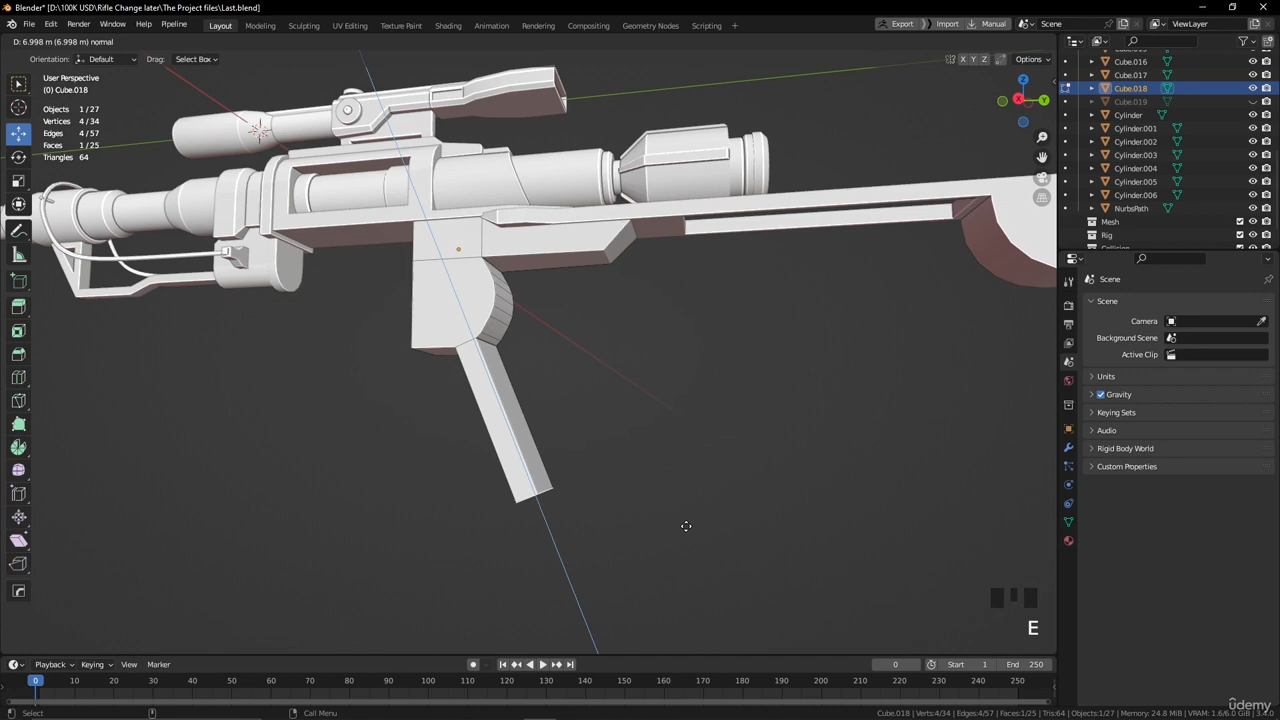 Blender* [D:\100K USD\Rifle Change later\The Project files\Last.blend]
File Edit Render Window Help Pipeline Layout Modeling Sculpting UV Editing Texture Paint Shading Animation Rendering Compositing Geometry Nodes Scripting + Export Import Manual Scene ViewLayer
D: 6.998 m (6.998 m) normal
Orientation: Default Drag: Select Box X Y Z Options
User Perspective
(0) Cube.018
Objects 1/27
Vertices 4/34
Edges 4/57
Faces 1/25
Triangles 64
Z
X
Y
Cube.016
Cube.017
Cube.018
Cube.019
Cylinder
Cylinder.001
Cylinder.002
Cylinder.003
Cylinder.004
Cylinder.005
Cylinder.006
NurbsPath
Mesh
Rig
Collision
Scene
Scene
Camera
Background Scene
Active Clip
Units
Gravity
Keying Sets
Audio
Rigid Body World
Custom Properties
E
Playback Keying View Marker 0 Start 1 End 250
0 10 20 30 40 50 60 70 80 90 100 110 120 130 140 150 160 170 180 190 200 210 220 230 240 250
Select Call Menu Cube.018 | Verts:4/34 | Edges:4/57 | Faces:1/25 | Tris:64 | Objects:1/27 | Memory: 24.8 MiB | VRAM: 1.6/6.0 GiB | 3.4.0
ûdemy